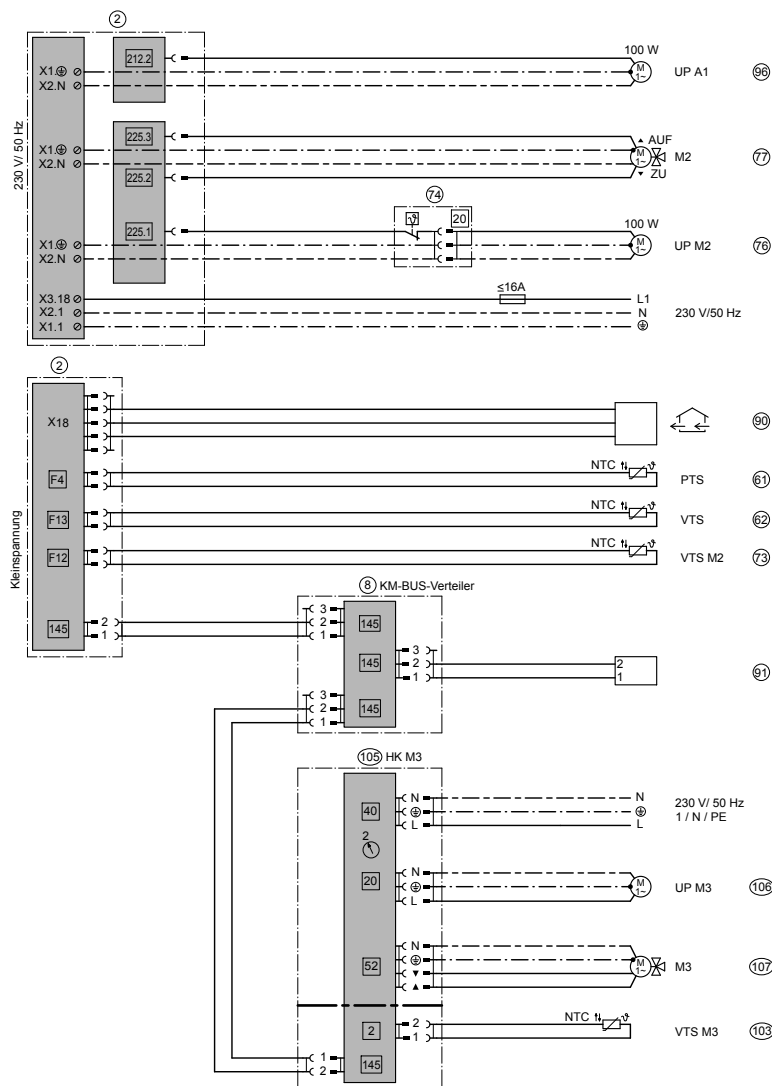 2
100 W
212.2
X1. M 1~ UP A1 96
X2.N
230 V/ 50 Hz
225.3 AUF
X1. M 1~ M2 77
X2.N
225.2 ZU
74
225.1 20 100 W
X1. M 1~ UP M2 76
X2.N
≤16A
X3.18 L1
X2.1 N 230 V/50 Hz
X1.1
2
X18 90
F4 NTC ϑ PTS 61
F13 NTC ϑ VTS 62
F12 NTC ϑ VTS M2 73
Kleinspannung
8 KM-BUS-Verteiler
3
145 2 2 145
1 1
3
145 2 2 91
1 1
3
2 145
1
105 HK M3
N N 230 V/ 50 Hz
40 1 / N / PE
L L
2
N
20 M 1~ UP M3 106
L
N
52 M 1~ M3 107
▼
▲
2 2 NTC ϑ VTS M3 103
1
1 145
2